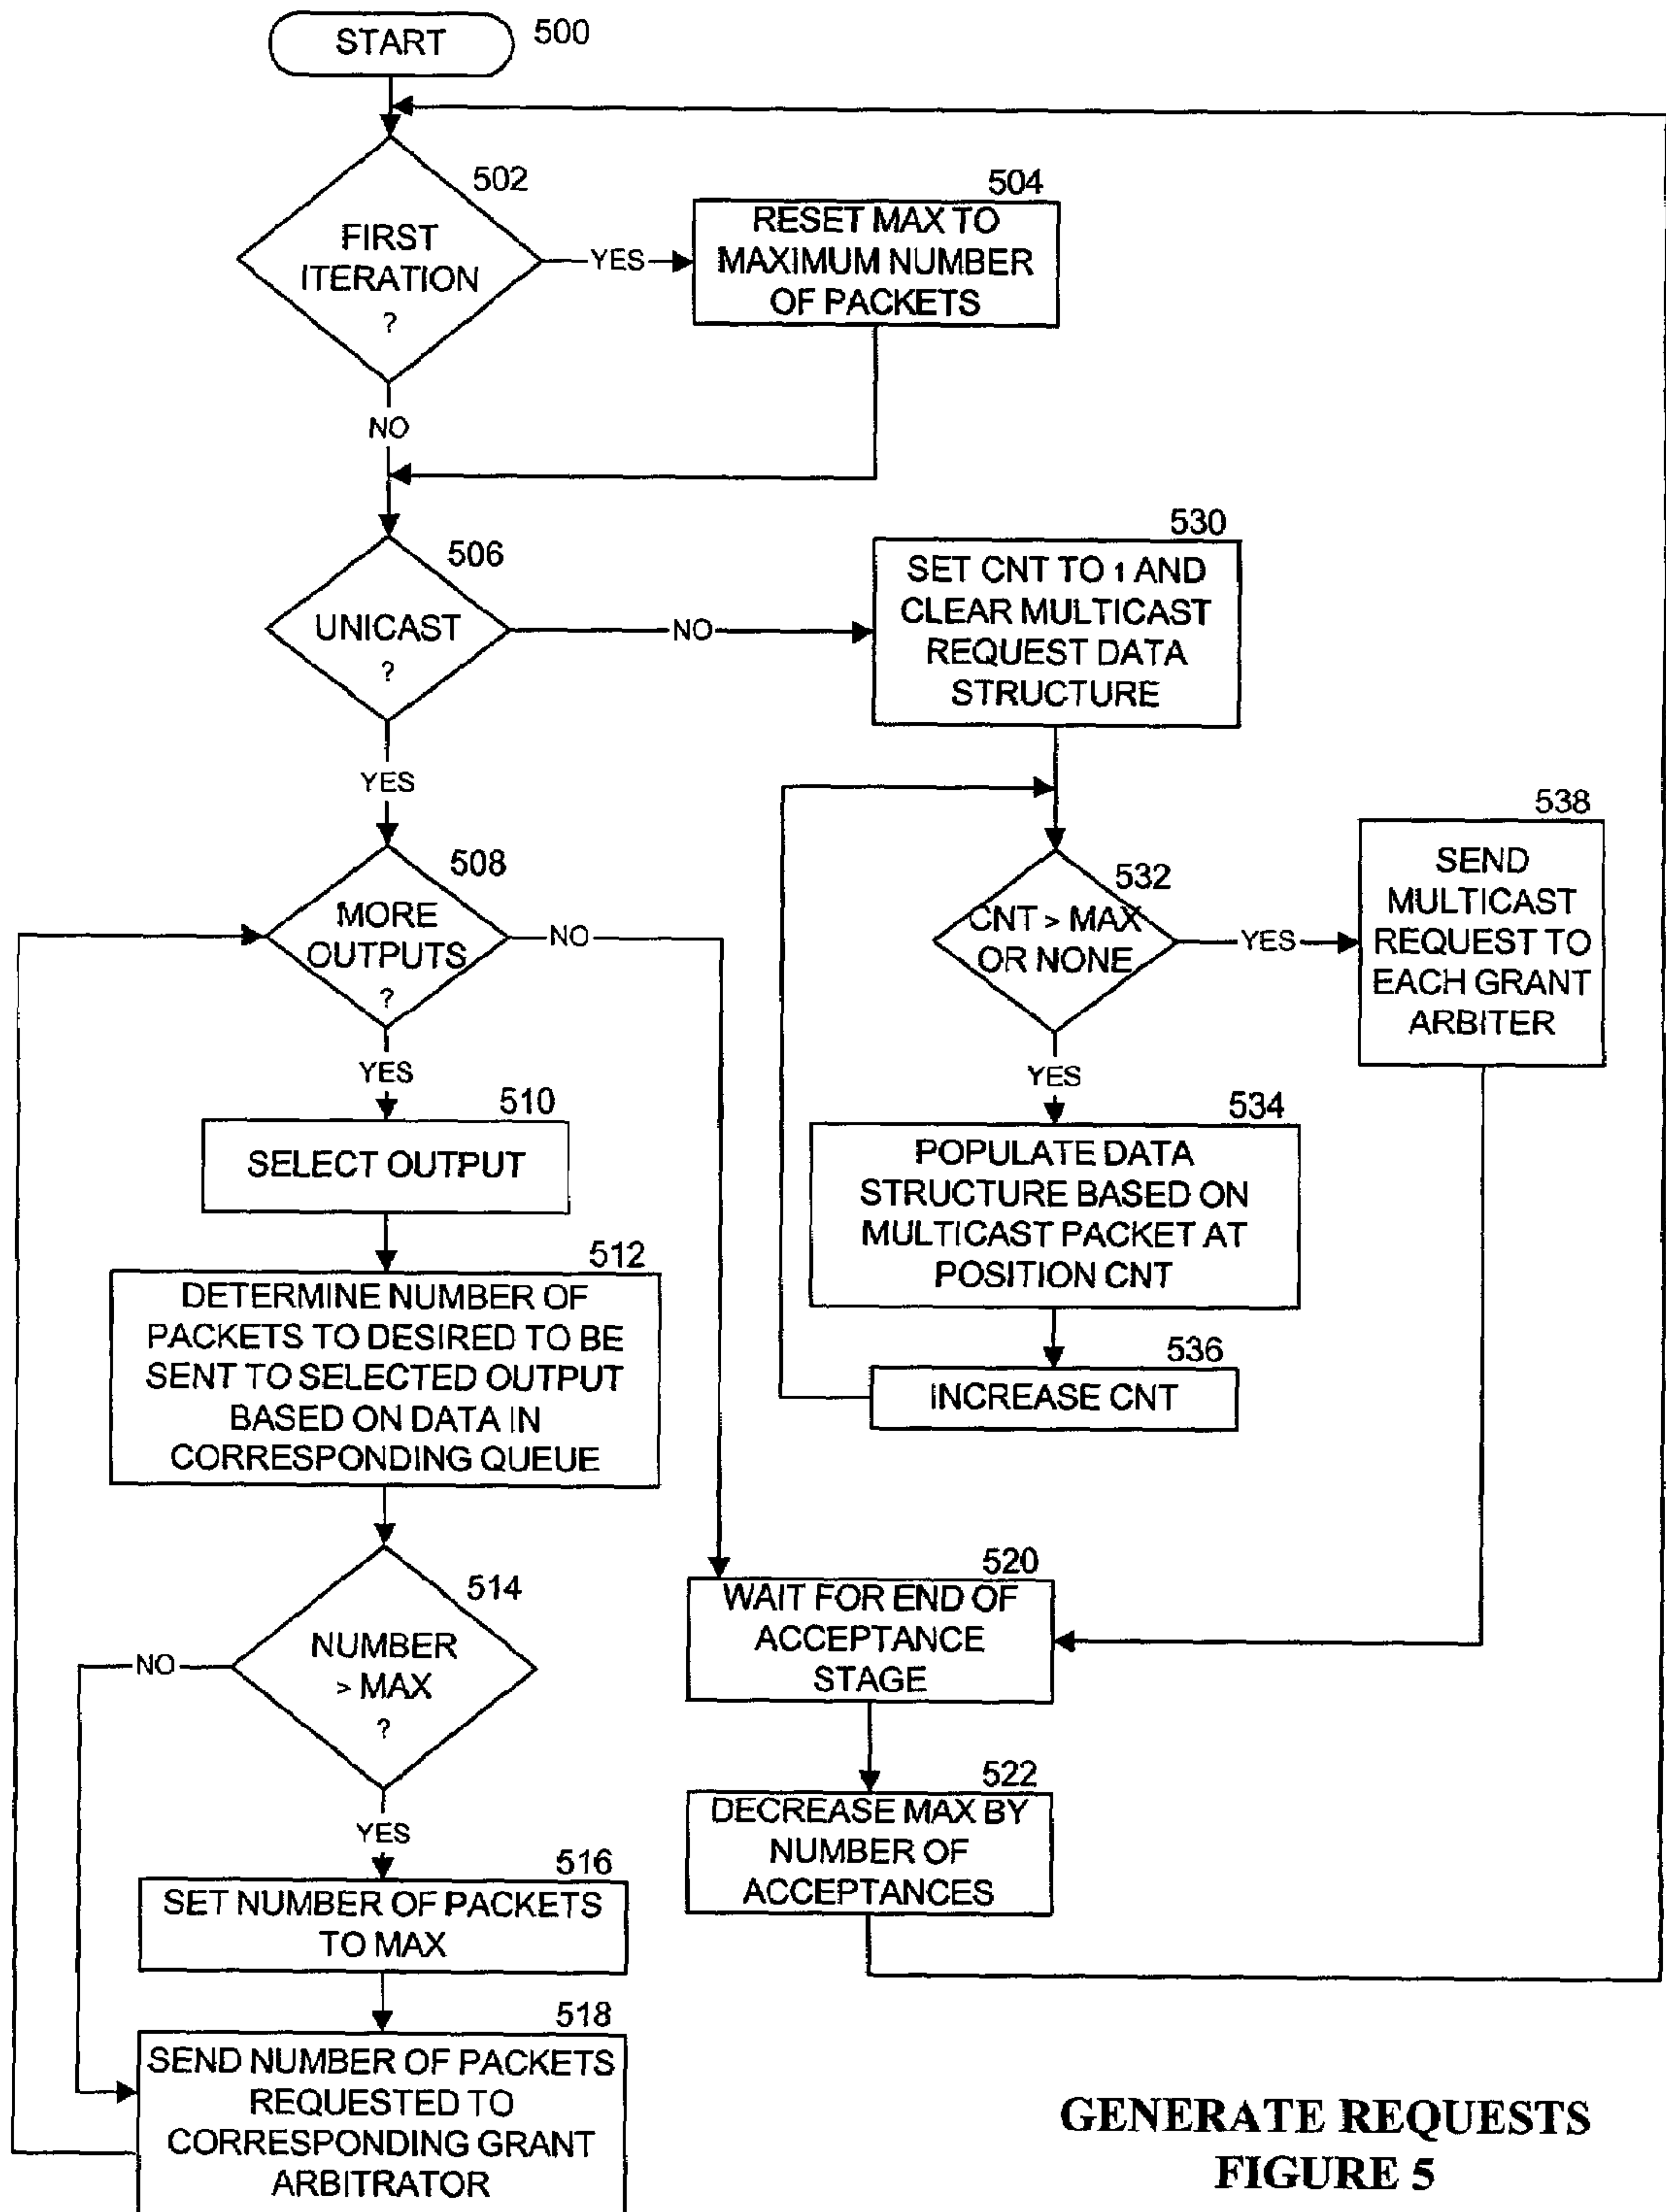 START
500
502
FIRST
ITERATION
?
YES
504
RESET MAX TO
MAXIMUM NUMBER
OF PACKETS
NO
506
UNICAST
?
NO
530
SET CNT TO 1 AND
CLEAR MULTICAST
REQUEST DATA
STRUCTURE
YES
508
MORE
OUTPUTS
?
NO
532
CNT > MAX
OR NONE
YES
538
SEND
MULTICAST
REQUEST TO
EACH GRANT
ARBITER
YES
510
SELECT OUTPUT
YES
534
POPULATE DATA
STRUCTURE BASED ON
MULTICAST PACKET AT
POSITION CNT
512
DETERMINE NUMBER OF
PACKETS TO DESIRED TO BE
SENT TO SELECTED OUTPUT
BASED ON DATA IN
CORRESPONDING QUEUE
536
INCREASE CNT
514
NUMBER
> MAX
?
NO
520
WAIT FOR END OF
ACCEPTANCE
STAGE
YES
522
DECREASE MAX BY
NUMBER OF
ACCEPTANCES
516
SET NUMBER OF PACKETS
TO MAX
518
SEND NUMBER OF PACKETS
REQUESTED TO
CORRESPONDING GRANT
ARBITRATOR
GENERATE REQUESTS
FIGURE 5